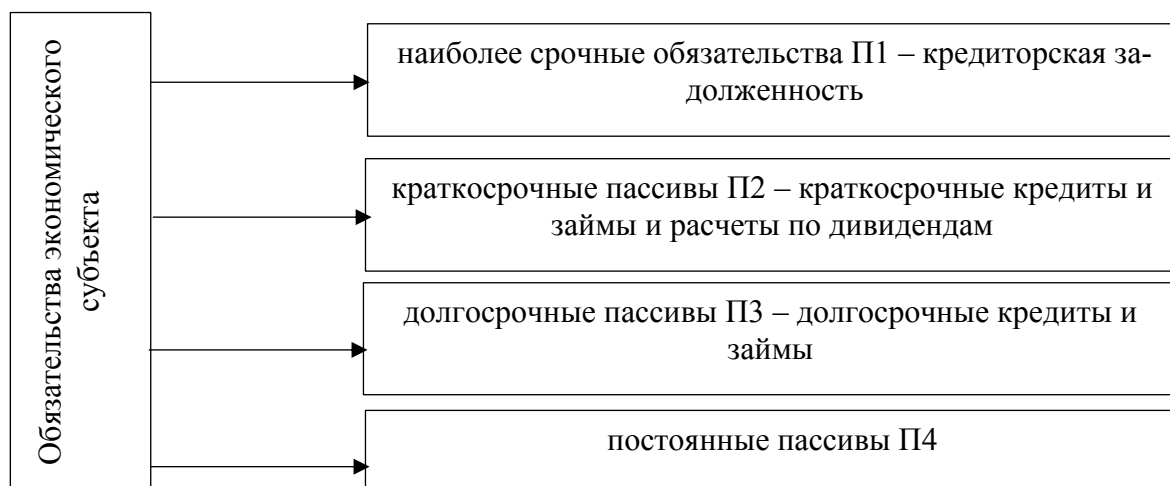 Обязательства экономического
субъекта
наиболее срочные обязательства П1 – кредиторская за-
долженность
краткосрочные пассивы П2 – краткосрочные кредиты и
займы и расчеты по дивидендам
долгосрочные пассивы П3 – долгосрочные кредиты и
займы
постоянные пассивы П4